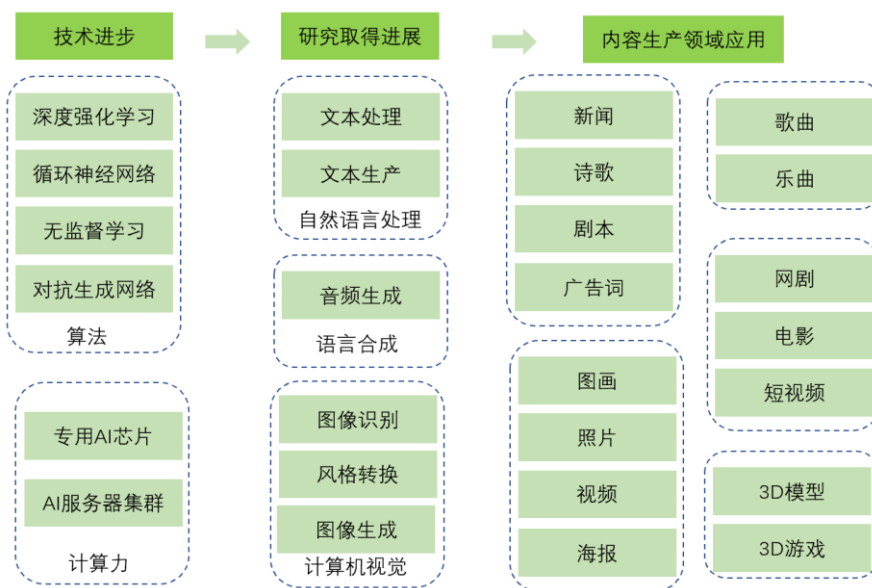 技术进步
研究取得进展
内容生产领域应用
深度强化学习
循环神经网络
无监督学习
对抗生成网络
算法
专用AI芯片
AI服务器集群
计算力
文本处理
文本生产
自然语言处理
音频生成
语言合成
图像识别
风格转换
图像生成
计算机视觉
新闻
诗歌
剧本
广告词
图画
照片
视频
海报
歌曲
乐曲
网剧
电影
短视频
3D模型
3D游戏